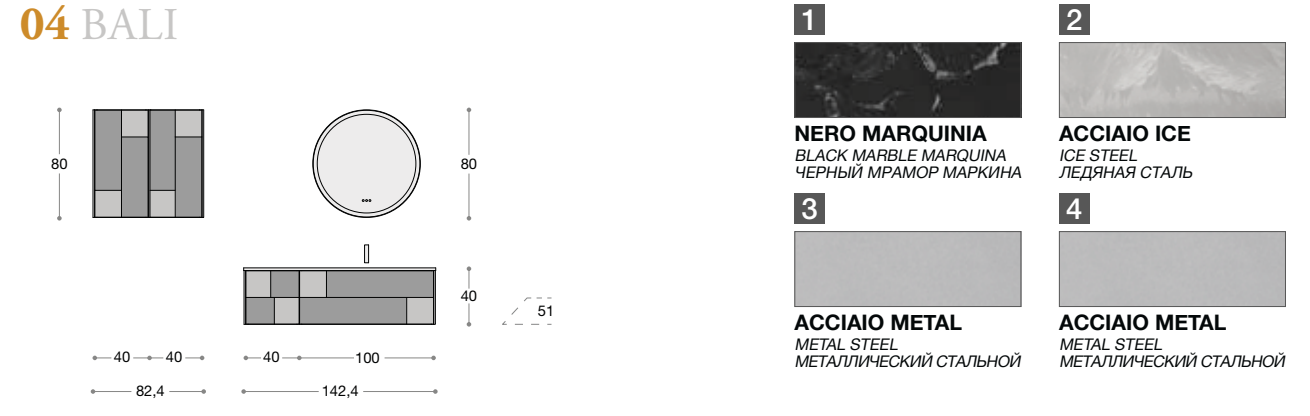 04 BALI
80
80
40
51
40 40
40 100
82,4
142,4
1
NERO MARQUINIA
BLACK MARBLE MARQUINA
ЧЕРНЫЙ МРАМОР МАРКИНА
2
ACCIAIO ICE
ICE STEEL
ЛЕДЯНАЯ СТАЛЬ
3
ACCIAIO METAL
METAL STEEL
МЕТАЛЛИЧЕСКИЙ СТАЛЬНОЙ
4
ACCIAIO METAL
METAL STEEL
МЕТАЛЛИЧЕСКИЙ СТАЛЬНОЙ